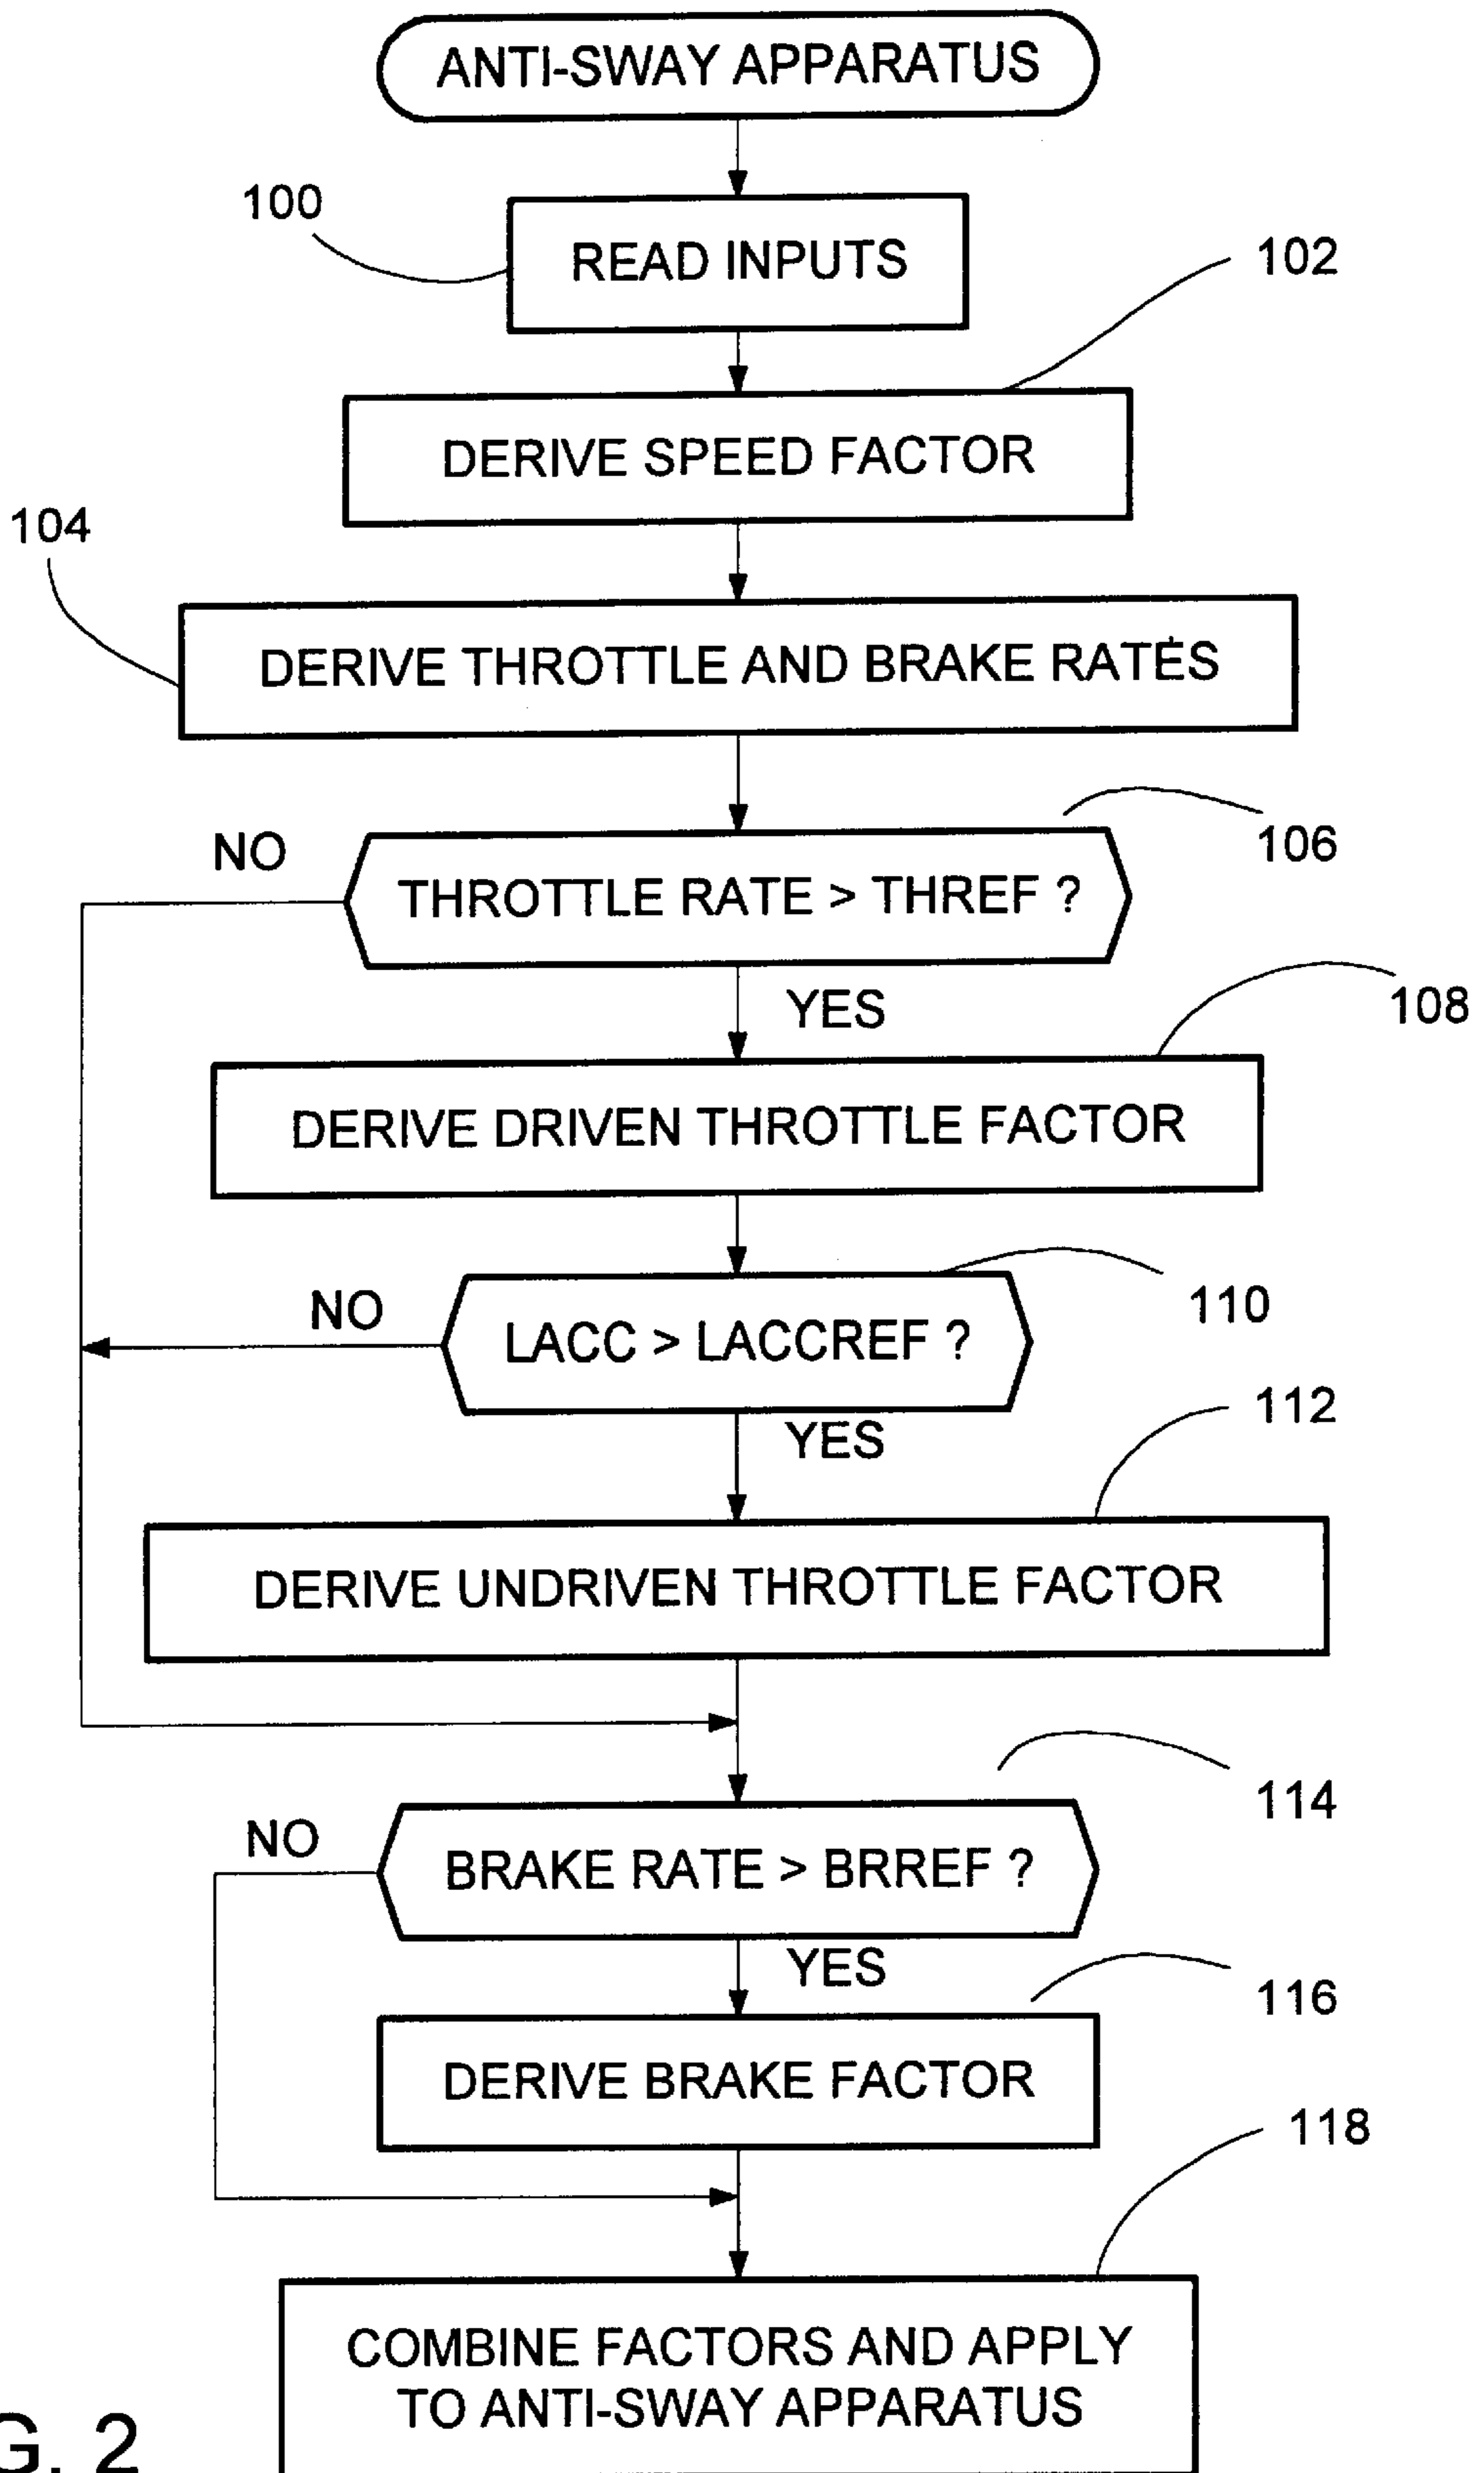 ANTI-SWAY APPARATUS
100
READ INPUTS
102
DERIVE SPEED FACTOR
104
DERIVE THROTTLE AND BRAKE RATES
106
NO
THROTTLE RATE > THREF ?
YES
108
DERIVE DRIVEN THROTTLE FACTOR
110
NO
LACC > LACCREF ?
YES
112
DERIVE UNDRIVEN THROTTLE FACTOR
114
NO
BRAKE RATE > BRREF ?
YES
116
DERIVE BRAKE FACTOR
118
COMBINE FACTORS AND APPLY
TO ANTI-SWAY APPARATUS
G. 2